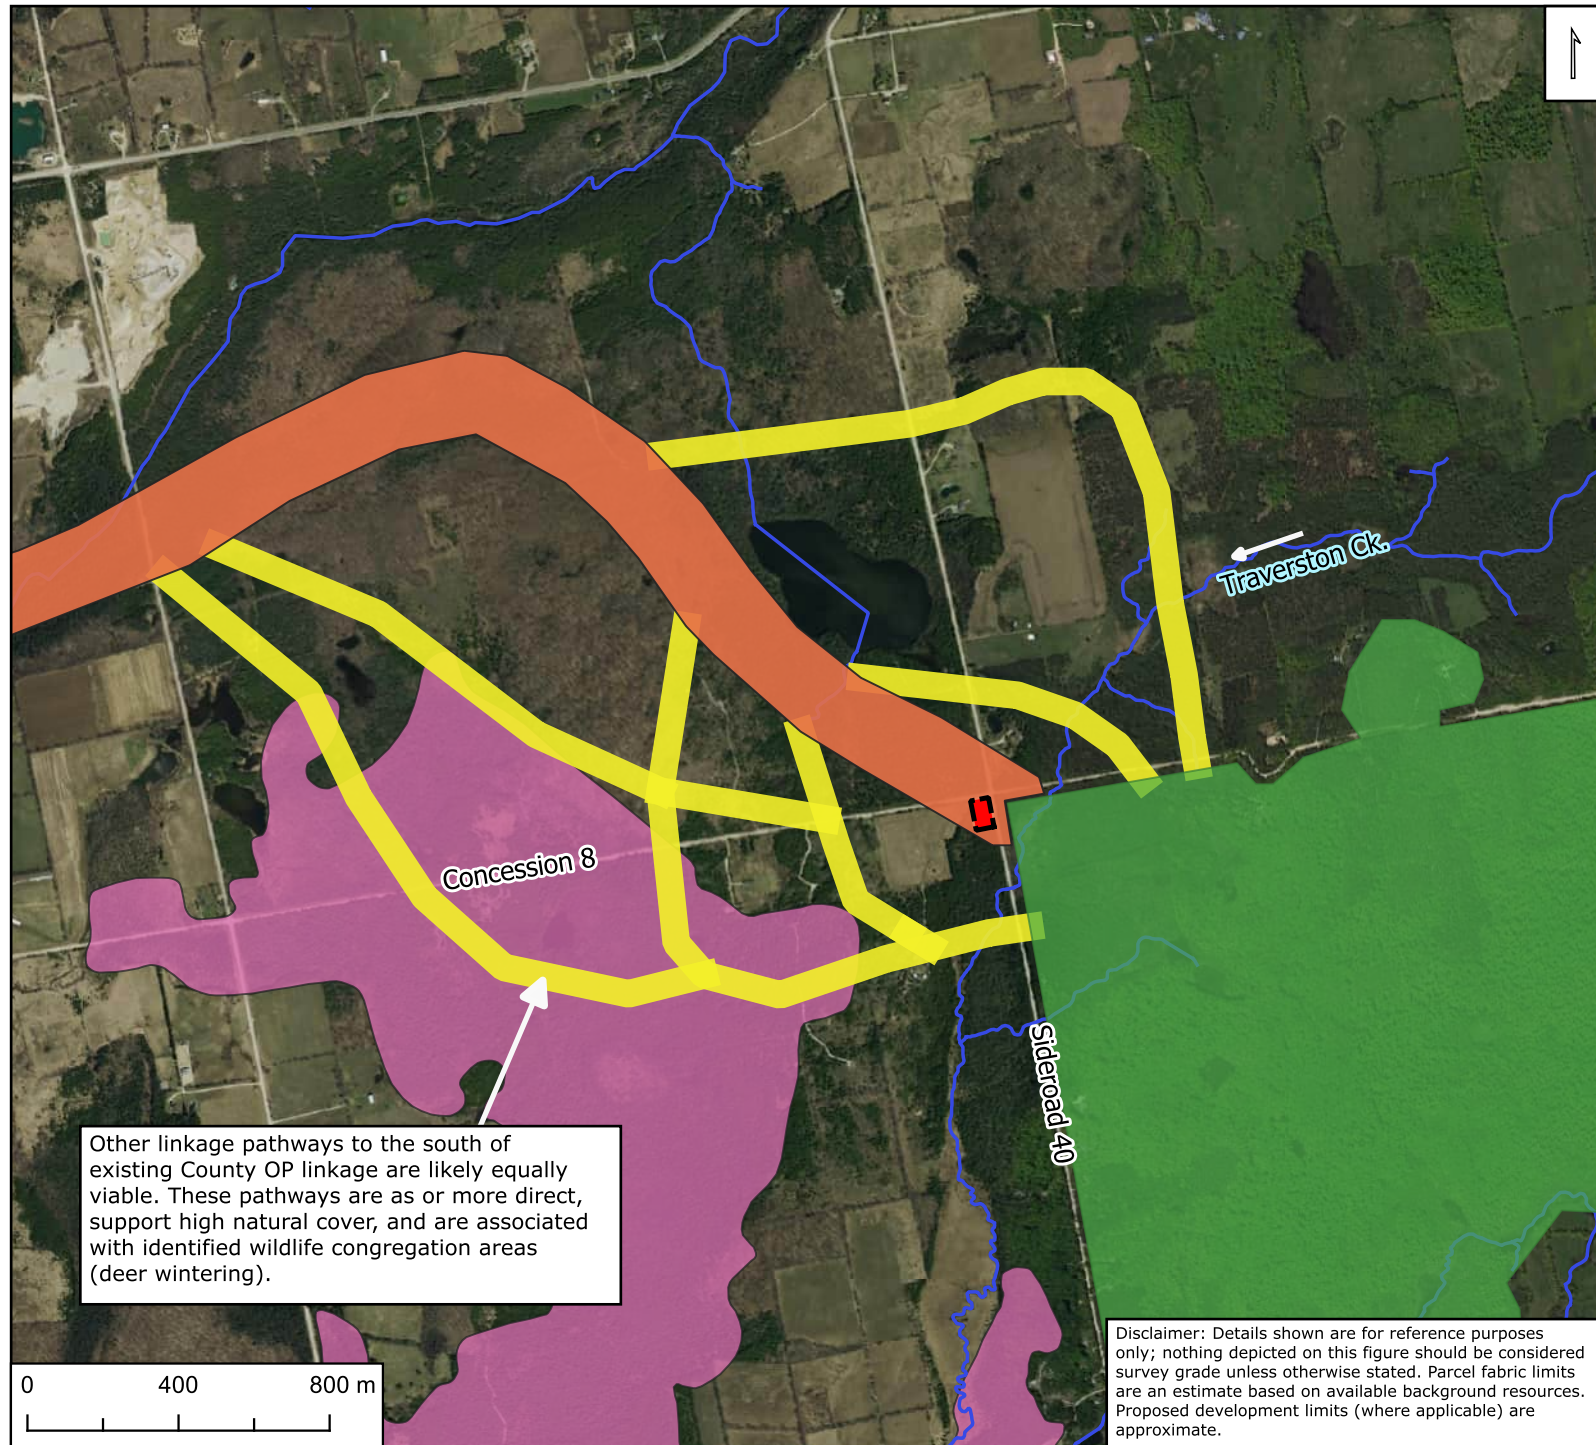 Traverston Ck.
Concession 8
Sideroad 40
Other linkage pathways to the south of
existing County OP linkage are likely equally
viable. These pathways are as or more direct,
support high natural cover, and are associated
with identified wildlife congregation areas
(deer wintering).
0 400 800 m
Disclaimer: Details shown are for reference purposes
only; nothing depicted on this figure should be considered
survey grade unless otherwise stated. Parcel fabric limits
are an estimate based on available background resources.
Proposed development limits (where applicable) are
approximate.